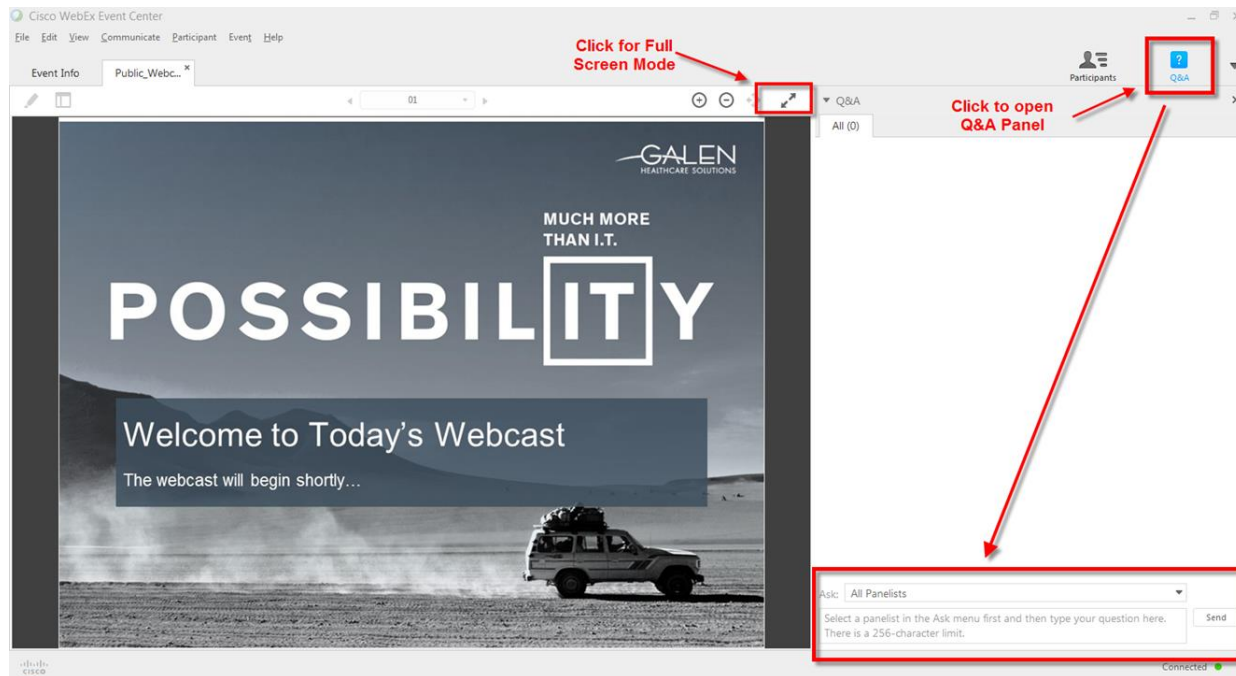 Cisco WebEx Event Center
File Edit View Communicate Participant Event Help
Click for Full
Screen Mode
Event Info
Public_Webc...
Participants
Q&A
01
Q&A
Click to open
Q&A Panel
All (0)
GALEN
HEALTHCARE SOLUTIONS
MUCH MORE
THAN I.T.
POSSIBILITY
Welcome to Today's Webcast
The webcast will begin shortly…
Ask: All Panelists
Select a panelist in the Ask menu first and then type your question here.
There is a 256-character limit.
Send
CISCO
Connected